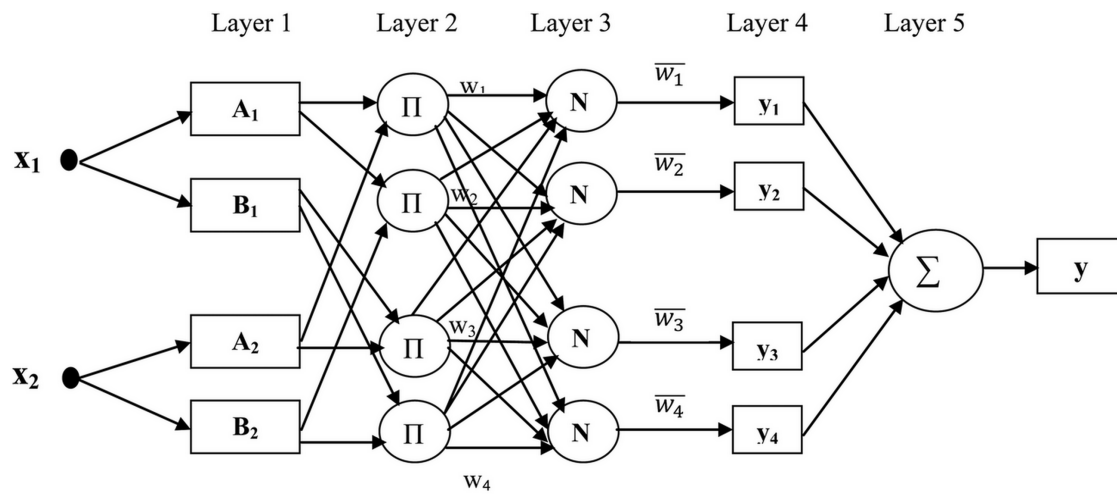 Layer 1 Layer 2 Layer 3 Layer 4 Layer 5
A₁ Π w₁ N w̅₁ y₁
x₁
B₁ Π w₂ N w̅₂ y₂
∑ y
A₂ Π w₃ N w̅₃ y₃
x₂
B₂ Π N w̅₄ y₄
w₄